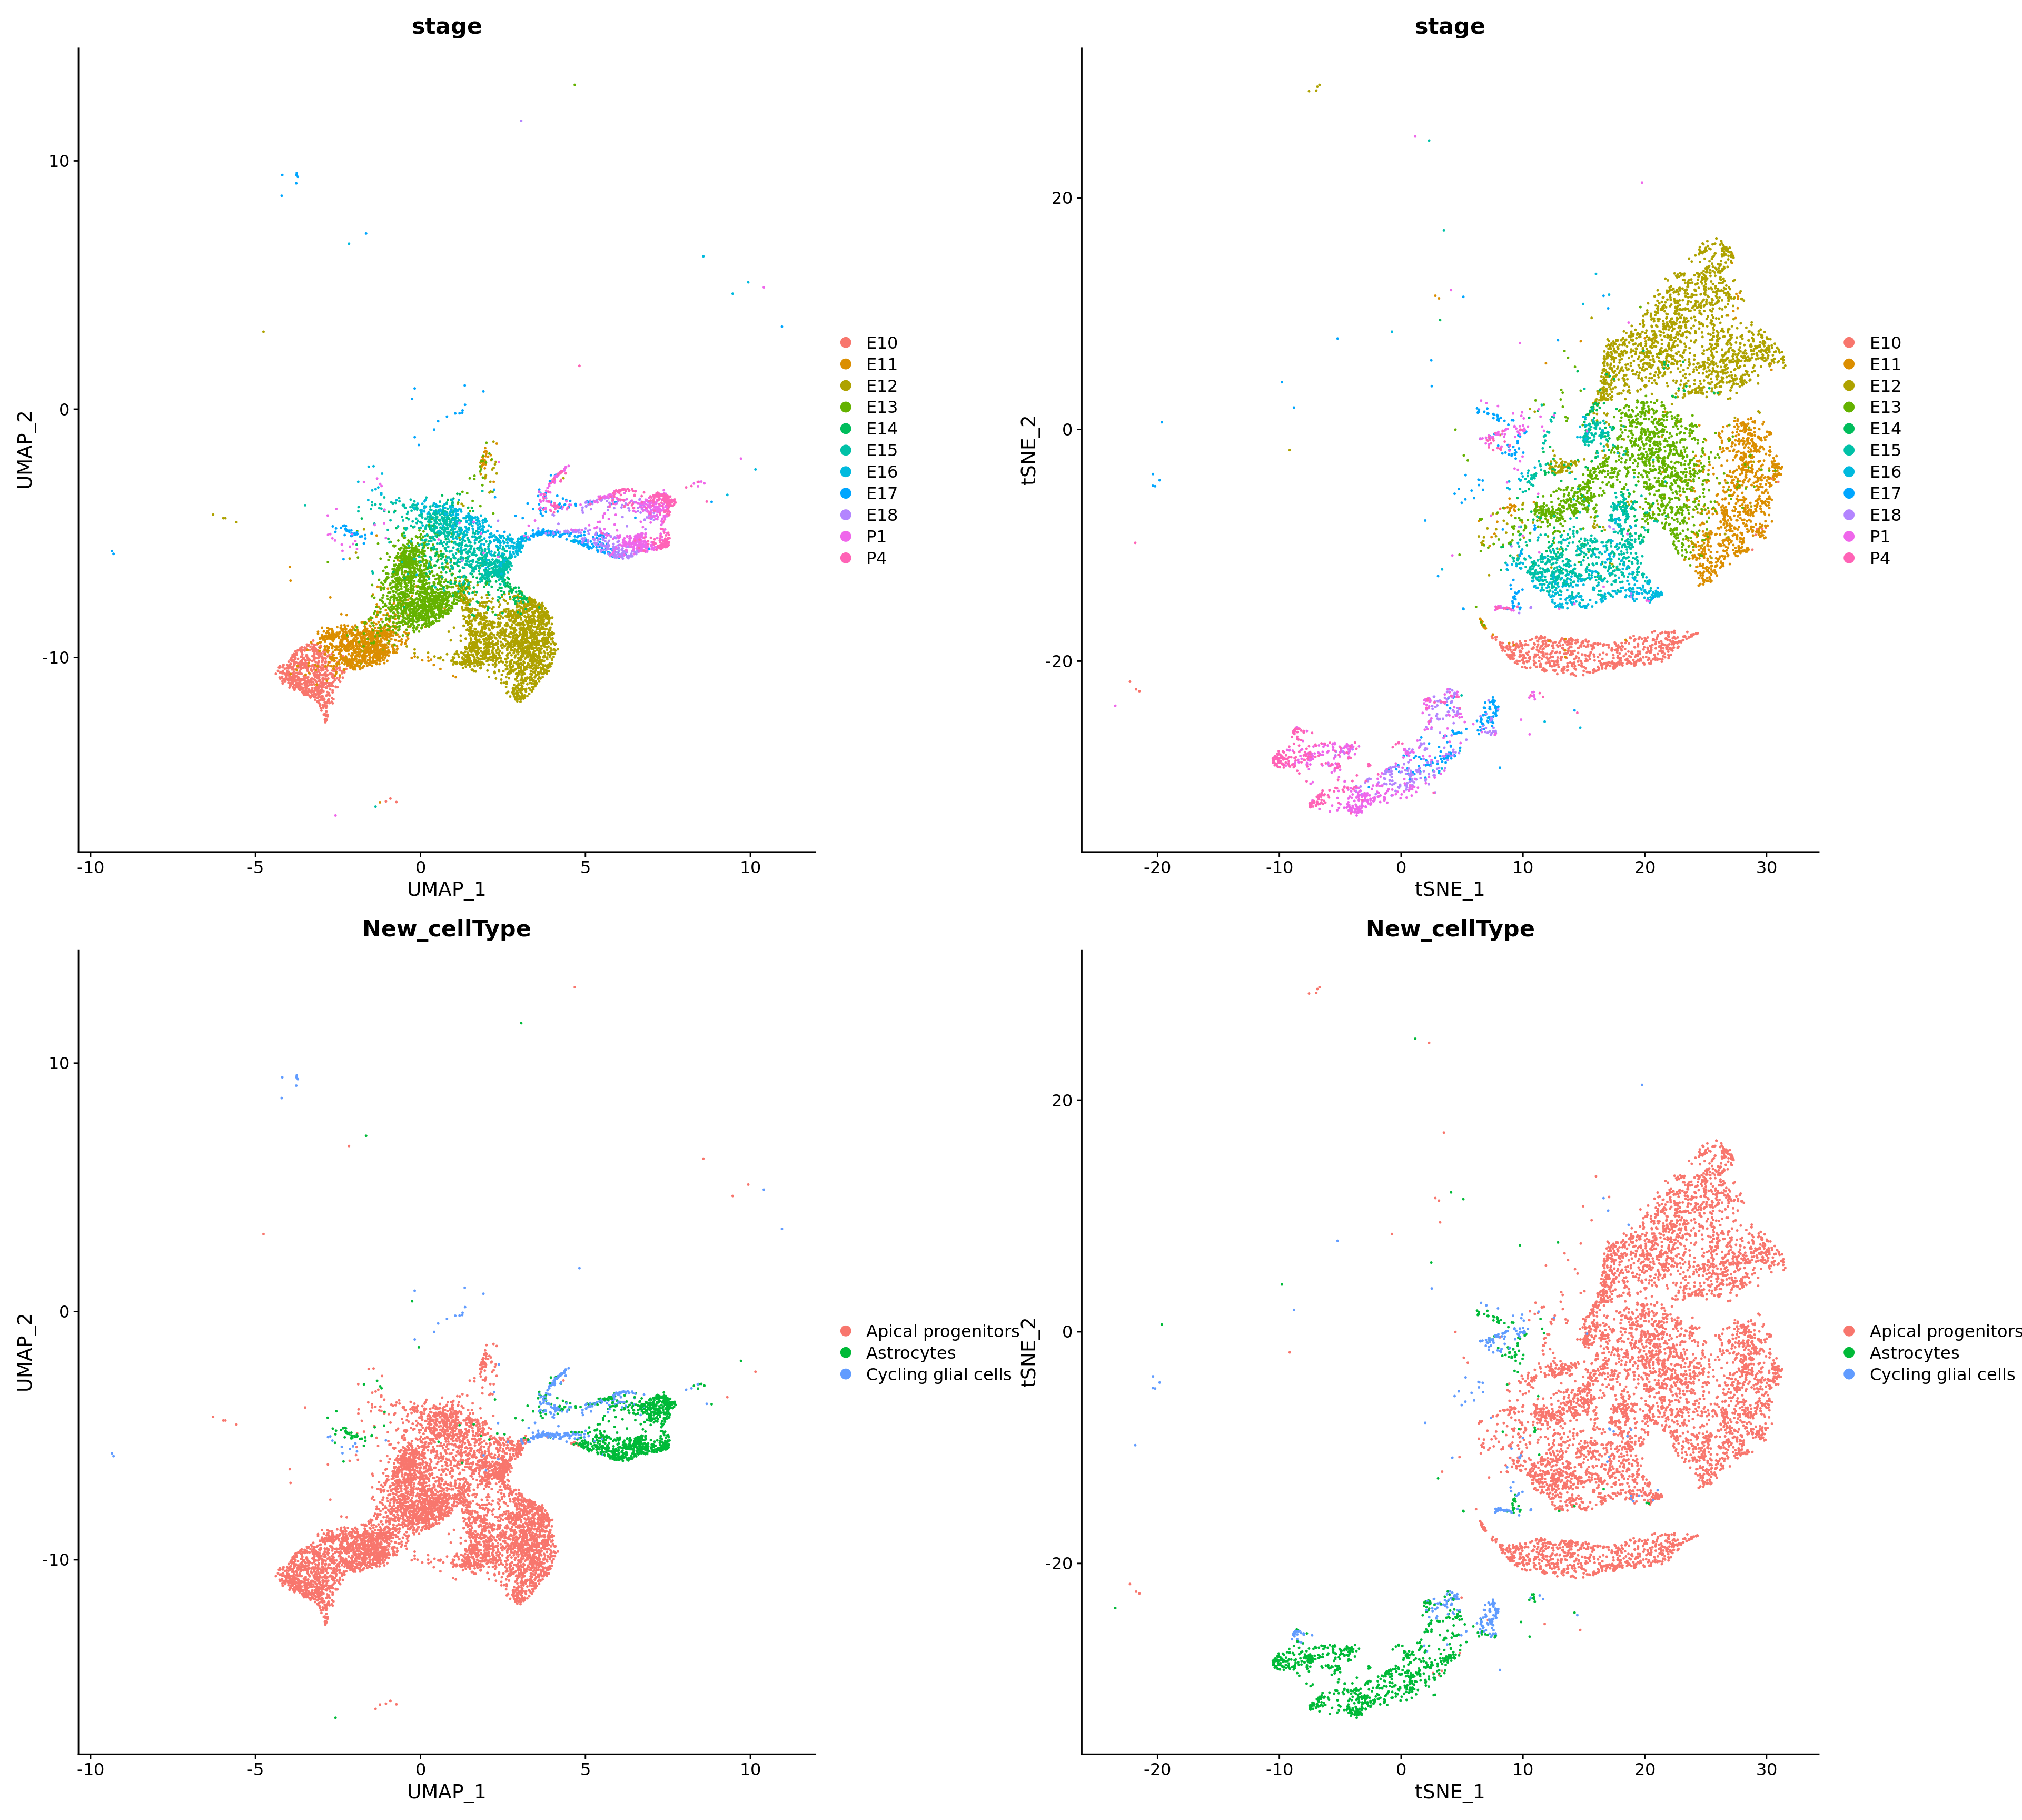 stage
UMAP_2
10
0
-10
-10
-5
0
5
10
UMAP_1
E10
E11
E12
E13
E14
E15
E16
E17
E18
P1
P4
stage
tSNE_2
20
0
-20
-20
-10
0
10
20
30
tSNE_1
E10
E11
E12
E13
E14
E15
E16
E17
E18
P1
P4
New_cellType
UMAP_2
10
0
-10
-10
-5
0
5
10
UMAP_1
Apical progenitors
Astrocytes
Cycling glial cells
New_cellType
tSNE_2
20
0
-20
-20
-10
0
10
20
30
tSNE_1
Apical progenitors
Astrocytes
Cycling glial cells